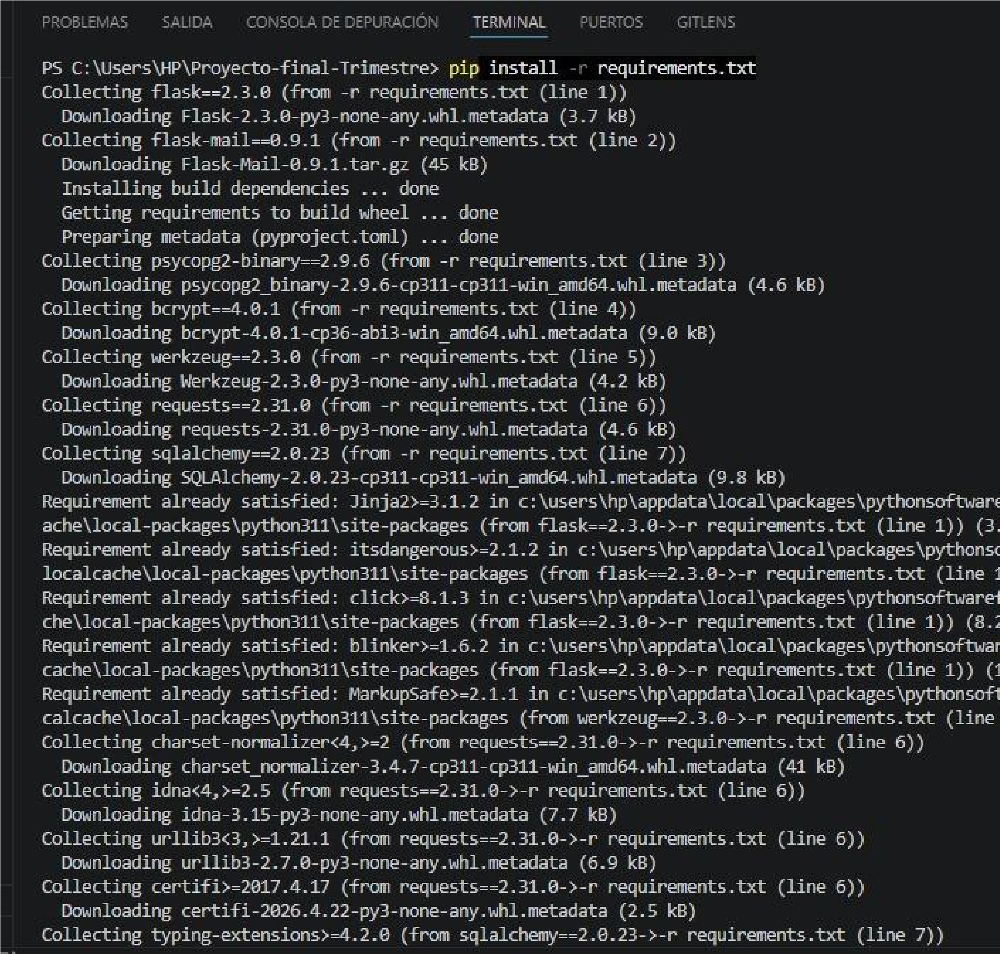 PROBLEMAS SALIDA CONSOLA DE DEPURACIÓN TERMINAL PUERTOS GITLENS
PS C:\Users\HP\Proyecto-final-Trimestre> pip install -r requirements.txt
Collecting flask==2.3.0 (from -r requirements.txt (line 1))
  Downloading Flask-2.3.0-py3-none-any.whl.metadata (3.7 kB)
Collecting flask-mail==0.9.1 (from -r requirements.txt (line 2))
  Downloading Flask-Mail-0.9.1.tar.gz (45 kB)
  Installing build dependencies ... done
  Getting requirements to build wheel ... done
  Preparing metadata (pyproject.toml) ... done
Collecting psycopg2-binary==2.9.6 (from -r requirements.txt (line 3))
  Downloading psycopg2_binary-2.9.6-cp311-cp311-win_amd64.whl.metadata (4.6 kB)
Collecting bcrypt==4.0.1 (from -r requirements.txt (line 4))
  Downloading bcrypt-4.0.1-cp36-abi3-win_amd64.whl.metadata (9.0 kB)
Collecting werkzeug==2.3.0 (from -r requirements.txt (line 5))
  Downloading Werkzeug-2.3.0-py3-none-any.whl.metadata (4.2 kB)
Collecting requests==2.31.0 (from -r requirements.txt (line 6))
  Downloading requests-2.31.0-py3-none-any.whl.metadata (4.6 kB)
Collecting sqlalchemy==2.0.23 (from -r requirements.txt (line 7))
  Downloading SQLAlchemy-2.0.23-cp311-cp311-win_amd64.whl.metadata (9.8 kB)
Requirement already satisfied: Jinja2>=3.1.2 in c:\users\hp\appdata\local\packages\pythonsoftware
ache\local-packages\python311\site-packages (from flask==2.3.0->-r requirements.txt (line 1)) (3.
Requirement already satisfied: itsdangerous>=2.1.2 in c:\users\hp\appdata\local\packages\pythonso
localcache\local-packages\python311\site-packages (from flask==2.3.0->-r requirements.txt (line 1
Requirement already satisfied: click>=8.1.3 in c:\users\hp\appdata\local\packages\pythonsoftwaref
che\local-packages\python311\site-packages (from flask==2.3.0->-r requirements.txt (line 1)) (8.2
Requirement already satisfied: blinker>=1.6.2 in c:\users\hp\appdata\local\packages\pythonsoftwar
cache\local-packages\python311\site-packages (from flask==2.3.0->-r requirements.txt (line 1)) (1
Requirement already satisfied: MarkupSafe>=2.1.1 in c:\users\hp\appdata\local\packages\pythonsoft
calcache\local-packages\python311\site-packages (from werkzeug==2.3.0->-r requirements.txt (line
Collecting charset-normalizer<4,>=2 (from requests==2.31.0->-r requirements.txt (line 6))
  Downloading charset_normalizer-3.4.7-cp311-cp311-win_amd64.whl.metadata (41 kB)
Collecting idna<4,>=2.5 (from requests==2.31.0->-r requirements.txt (line 6))
  Downloading idna-3.15-py3-none-any.whl.metadata (7.7 kB)
Collecting urllib3<3,>=1.21.1 (from requests==2.31.0->-r requirements.txt (line 6))
  Downloading urllib3-2.7.0-py3-none-any.whl.metadata (6.9 kB)
Collecting certifi>=2017.4.17 (from requests==2.31.0->-r requirements.txt (line 6))
  Downloading certifi-2026.4.22-py3-none-any.whl.metadata (2.5 kB)
Collecting typing-extensions>=4.2.0 (from sqlalchemy==2.0.23->-r requirements.txt (line 7))